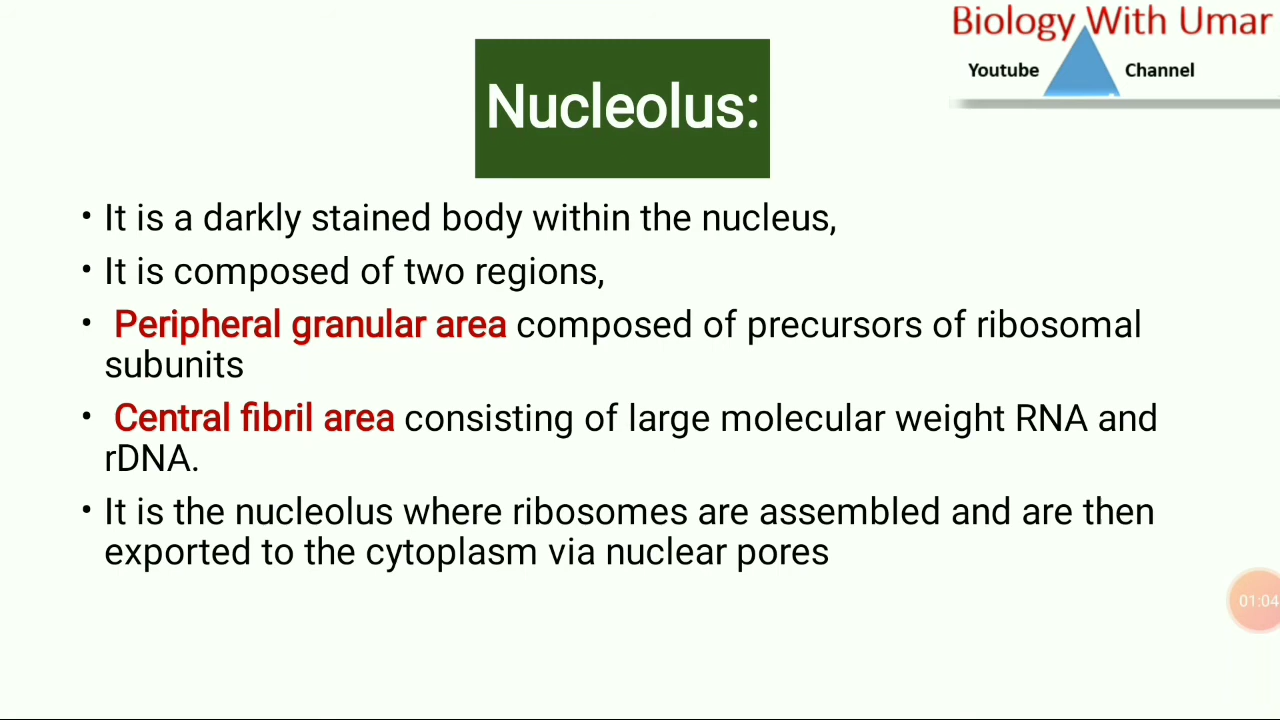 Biology With Umar
Youtube Channel
Nucleolus:
• It is a darkly stained body within the nucleus,
• It is composed of two regions,
• Peripheral granular area composed of precursors of ribosomal
subunits
• Central fibril area consisting of large molecular weight RNA and
rDNA.
• It is the nucleolus where ribosomes are assembled and are then
exported to the cytoplasm via nuclear pores
01:04